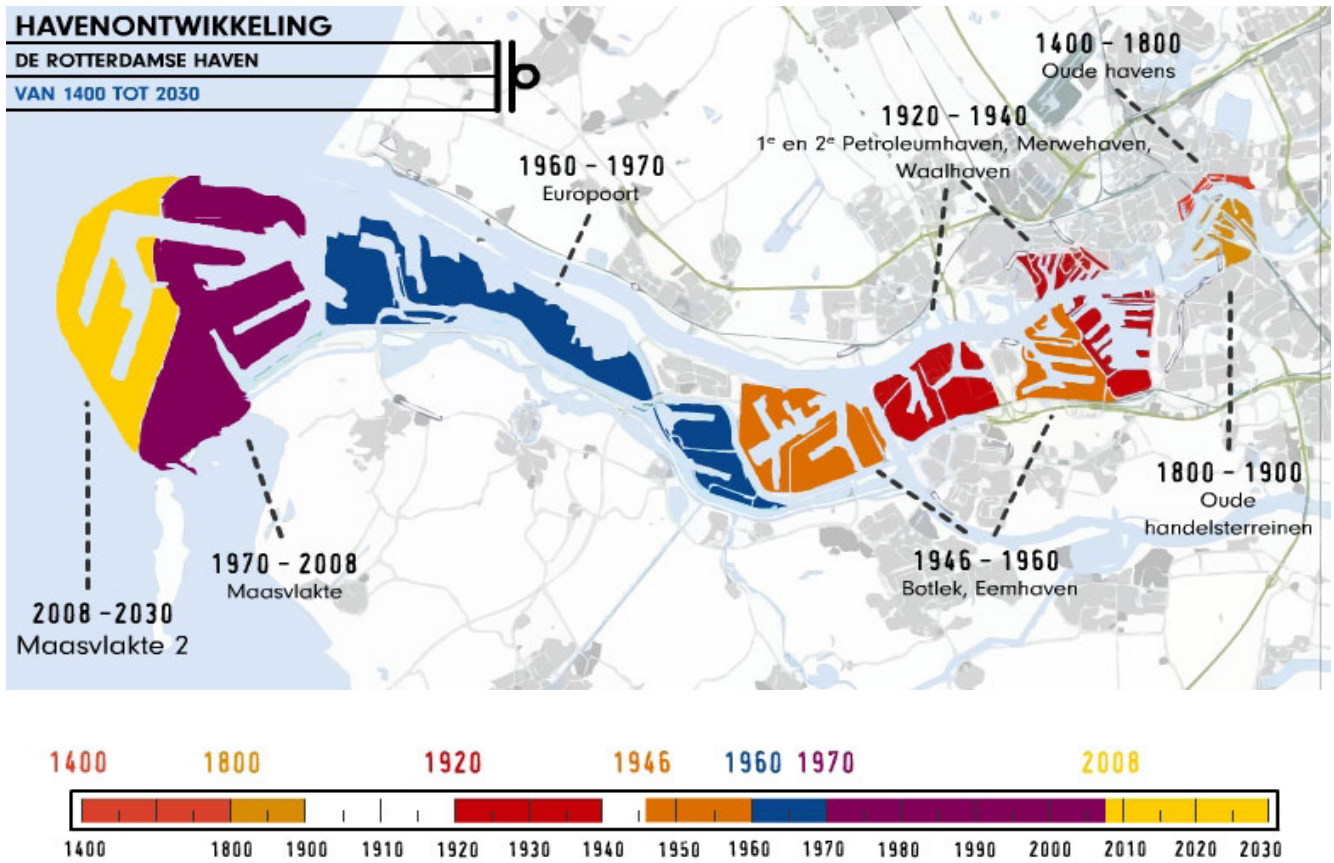 HAVENONTWIKKELING
DE ROTTERDAMSE HAVEN
VAN 1400 TOT 2030
1400 – 1800
Oude havens
1920 – 1940
1e en 2e Petroleumhaven, Merwehaven,
Waalhaven
1960 – 1970
Europoort
1800 – 1900
Oude
handelsterreinen
1946 – 1960
Botlek, Eemhaven
1970 – 2008
Maasvlakte
2008 –2030
Maasvlakte 2
1400 1800 1920 1946 1960 1970 2008
1400 1800 1900 1910 1920 1930 1940 1950 1960 1970 1980 1990 2000 2010 2020 2030